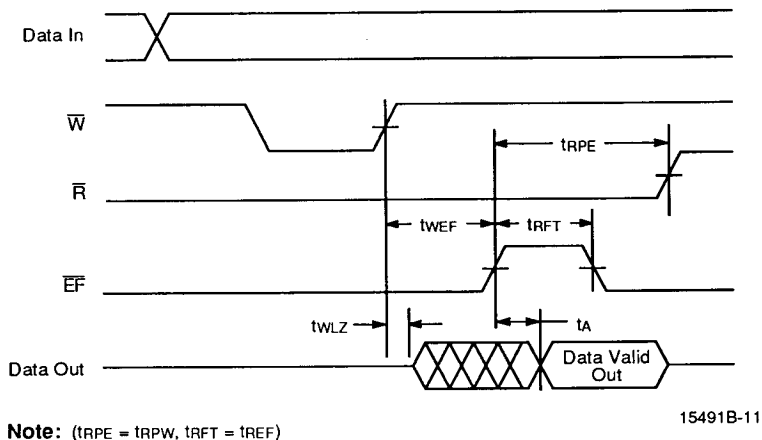 Data In
W
tRPE
R
tWEF
tRFT
EF
tWLZ
tA
Data Out
Data Valid
Out
15491B-11
Note: (tRPE = tRPW, tRFT = tREF)